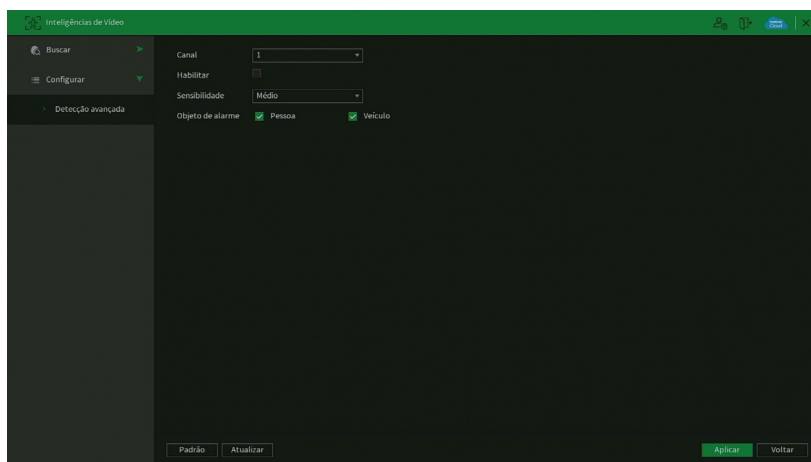 Inteligências de Vídeo
Buscar
Configurar
Detecção avançada
Canal 1
Habilitar
Sensibilidade Médio
Objeto de alarme Pessoa Veículo
Padrão Atualizar Aplicar Voltar